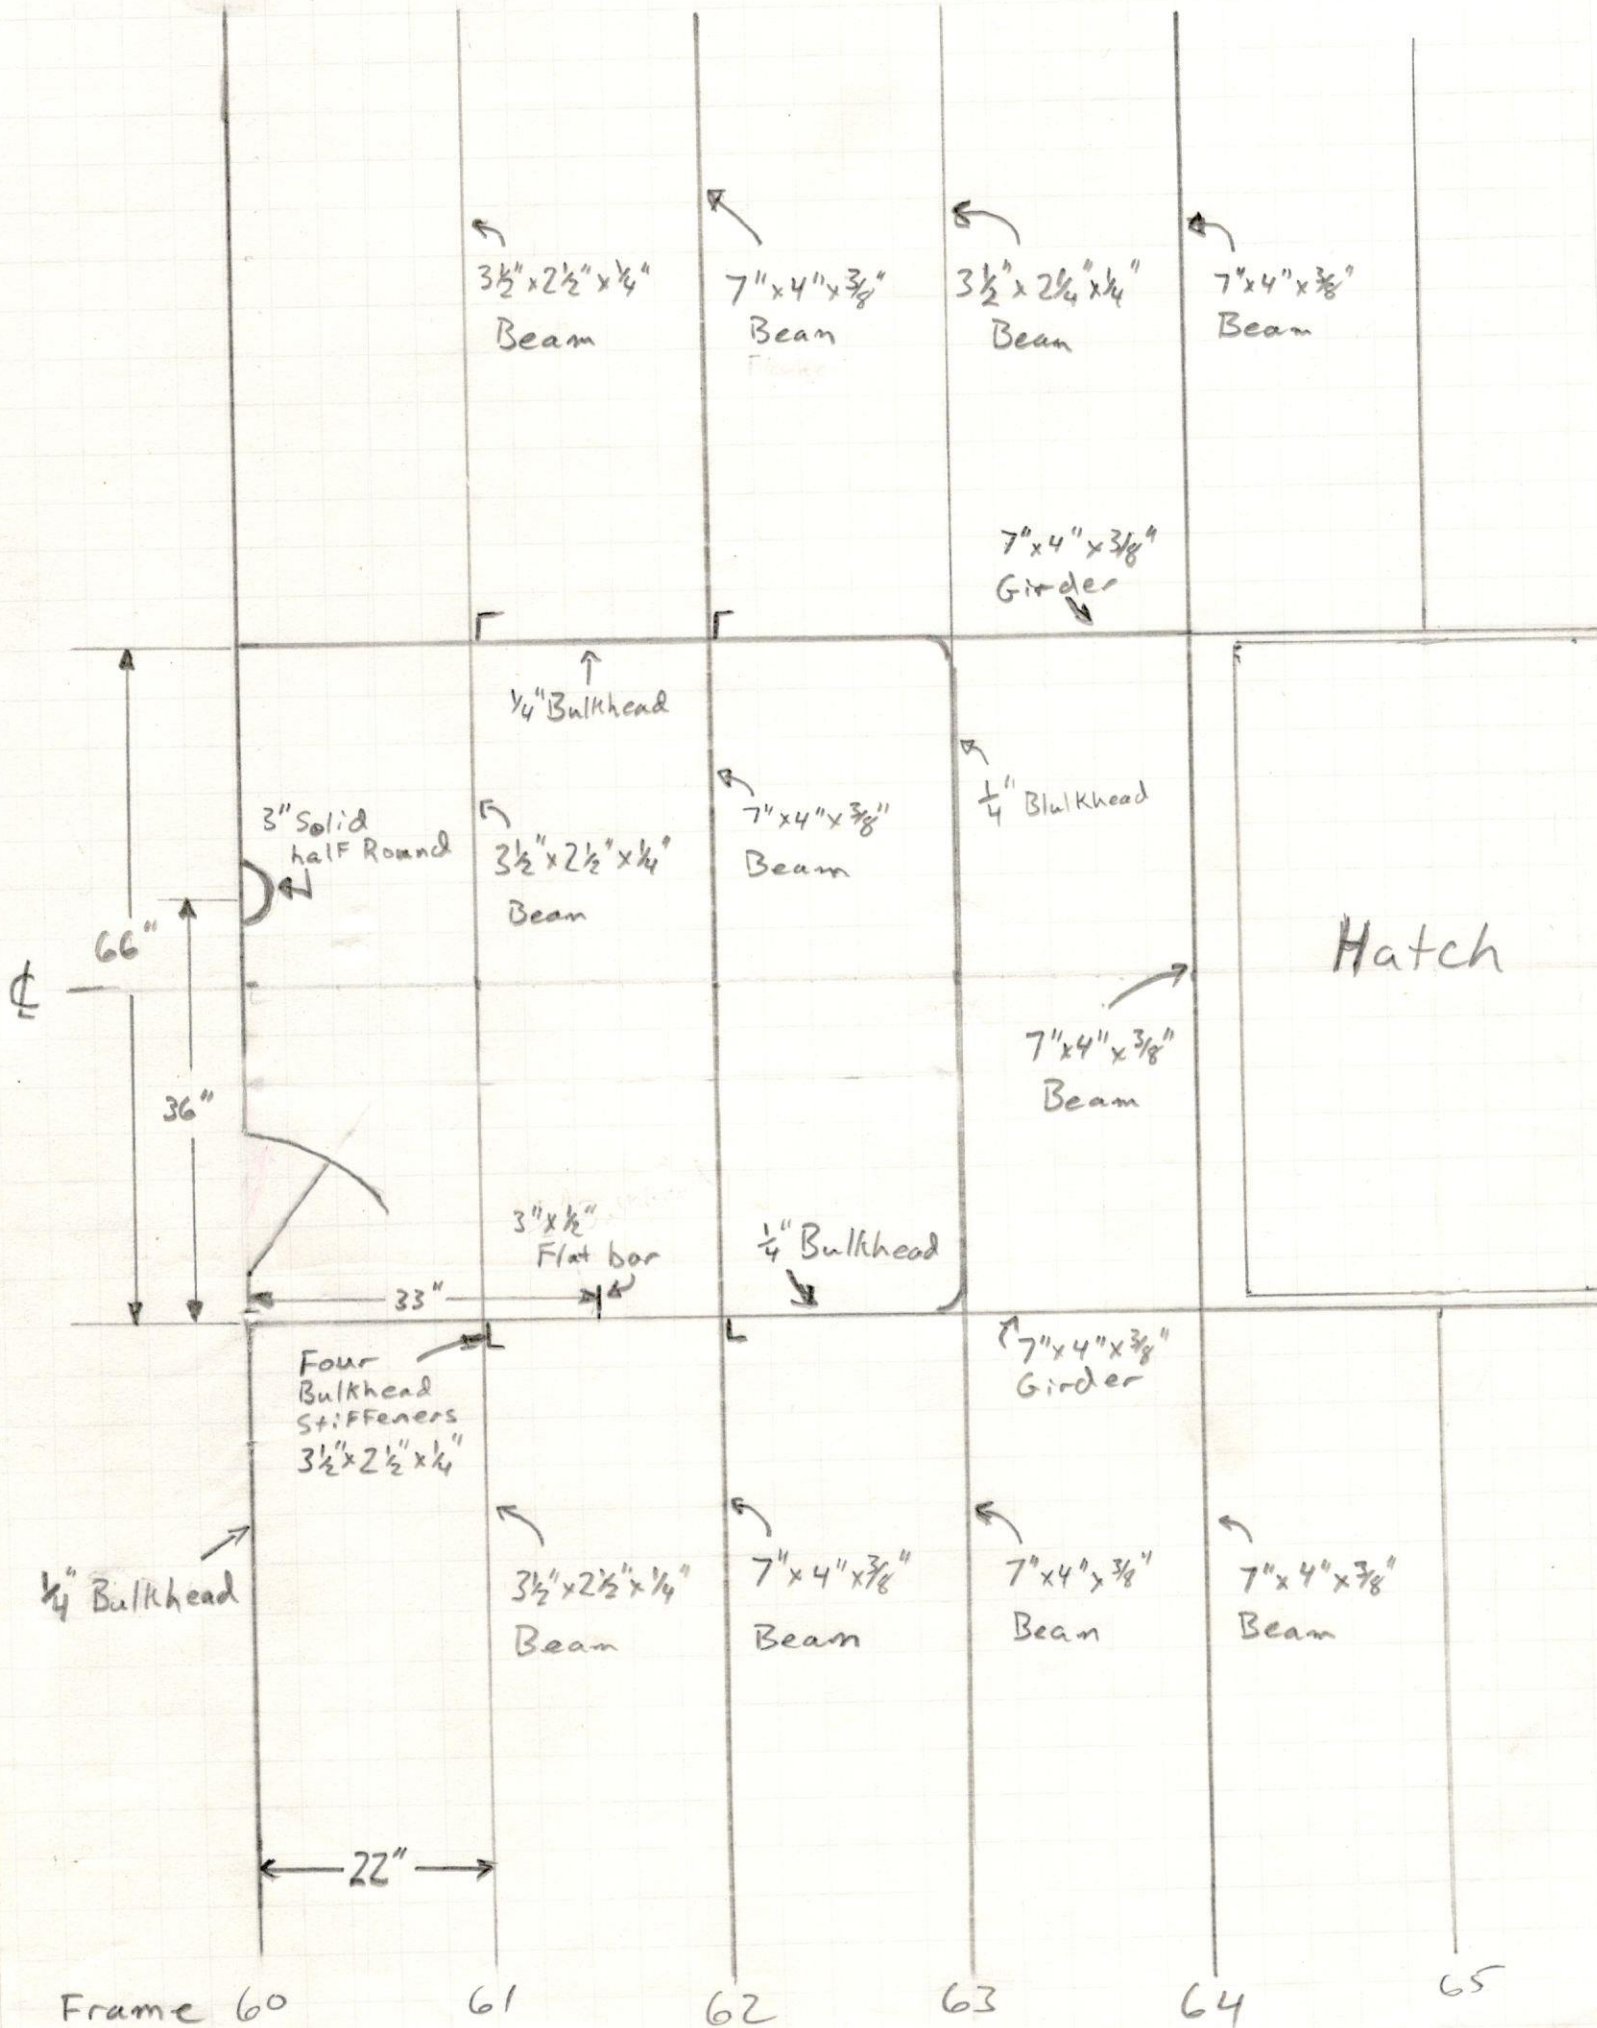 3½"x2½"x¼"
Beam
7"x4"x3/8"
Beam
3½"x2¼"x¼"
Beam
7"x4"x3/8"
Beam
7"x4"x3/8"
Girder
¼" Bulkhead
3" Solid
half Round
3½"x2½"x¼"
Beam
7"x4"x3/8"
Beam
¼" Blulkhead
66"
℄
36"
Hatch
7"x4"x3/8"
Beam
3"x½"
Flat bar
¼" Bulkhead
33"
Four
Bulkhead
Stiffeners
3½"x2½"x¼"
7"x4"x3/8"
Girder
¼" Bulkhead
3½"x2½"x¼"
Beam
7"x4"x3/8"
Beam
7"x4"x3/8"
Beam
7"x4"x3/8"
Beam
22"
Frame 60 61 62 63 64 65